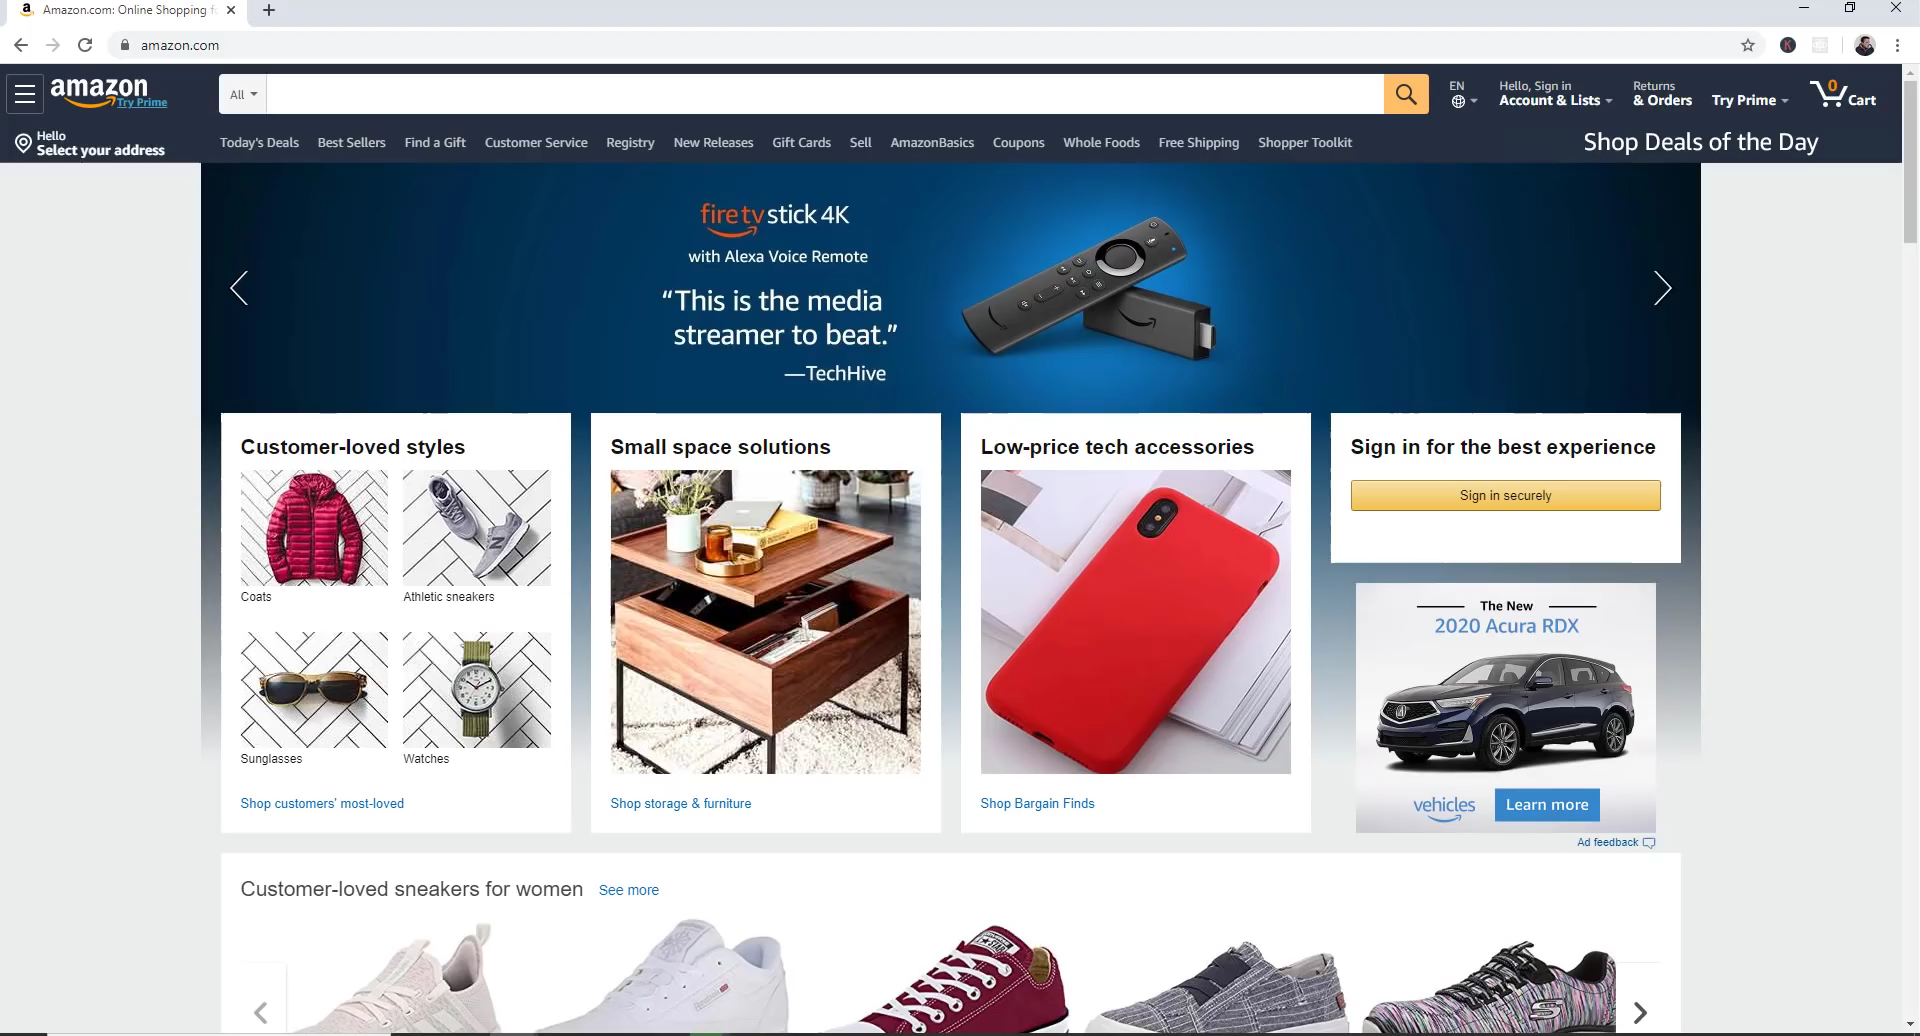 Amazon.com: Online Shopping f
amazon.com
amazon
Try Prime
All
EN
Hello, Sign in
Account & Lists
Returns
& Orders
Try Prime
0
Cart
Hello
Select your address
Today's Deals
Best Sellers
Find a Gift
Customer Service
Registry
New Releases
Gift Cards
Sell
AmazonBasics
Coupons
Whole Foods
Free Shipping
Shopper Toolkit
Shop Deals of the Day
fire tv stick 4K
with Alexa Voice Remote
“This is the media
streamer to beat.”
—TechHive
Customer-loved styles
Coats
Athletic sneakers
Sunglasses
Watches
Shop customers' most-loved
Small space solutions
Shop storage & furniture
Low-price tech accessories
Shop Bargain Finds
Sign in for the best experience
Sign in securely
The New
2020 Acura RDX
vehicles
Learn more
Ad feedback
Customer-loved sneakers for women
See more